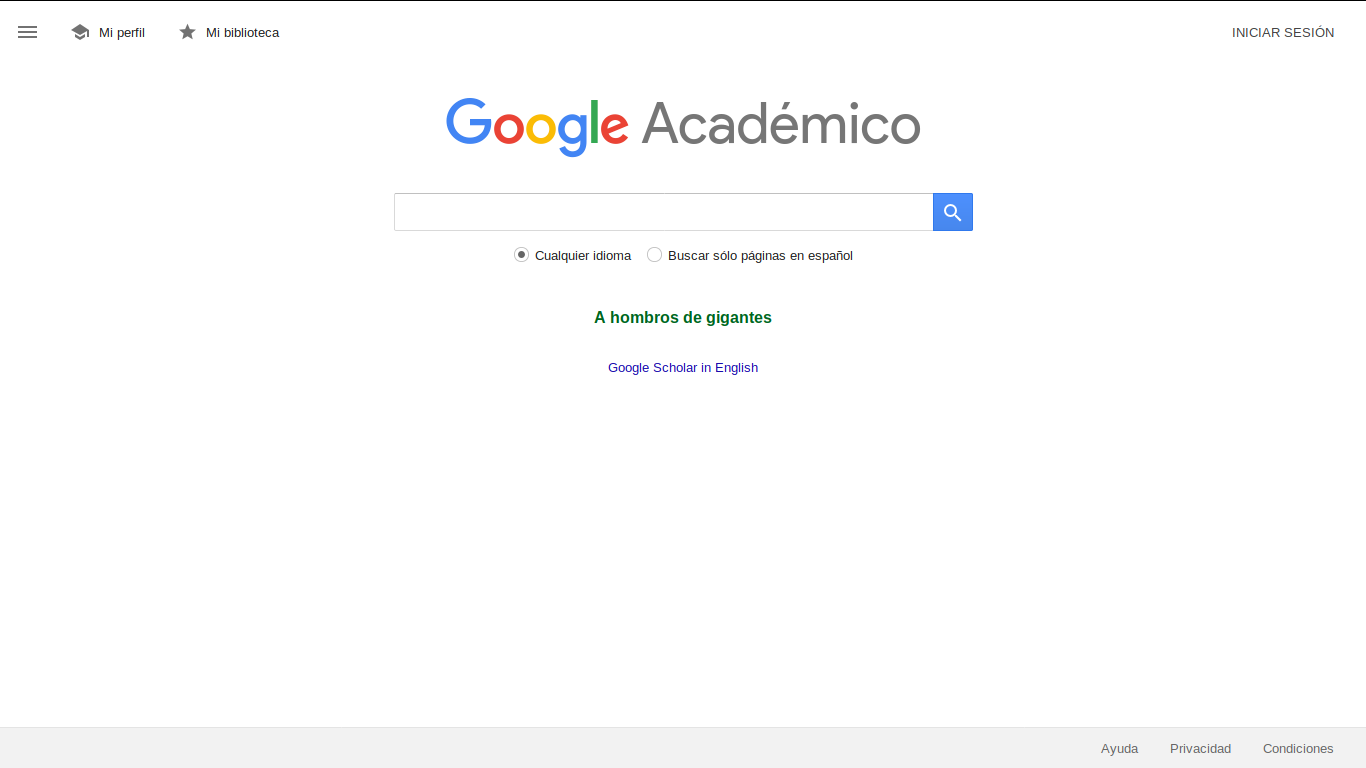 Mi perfil
Mi biblioteca
INICIAR SESIÓN
Google Académico
Cualquier idioma
Buscar sólo páginas en español
A hombros de gigantes
Google Scholar in English
Ayuda
Privacidad
Condiciones